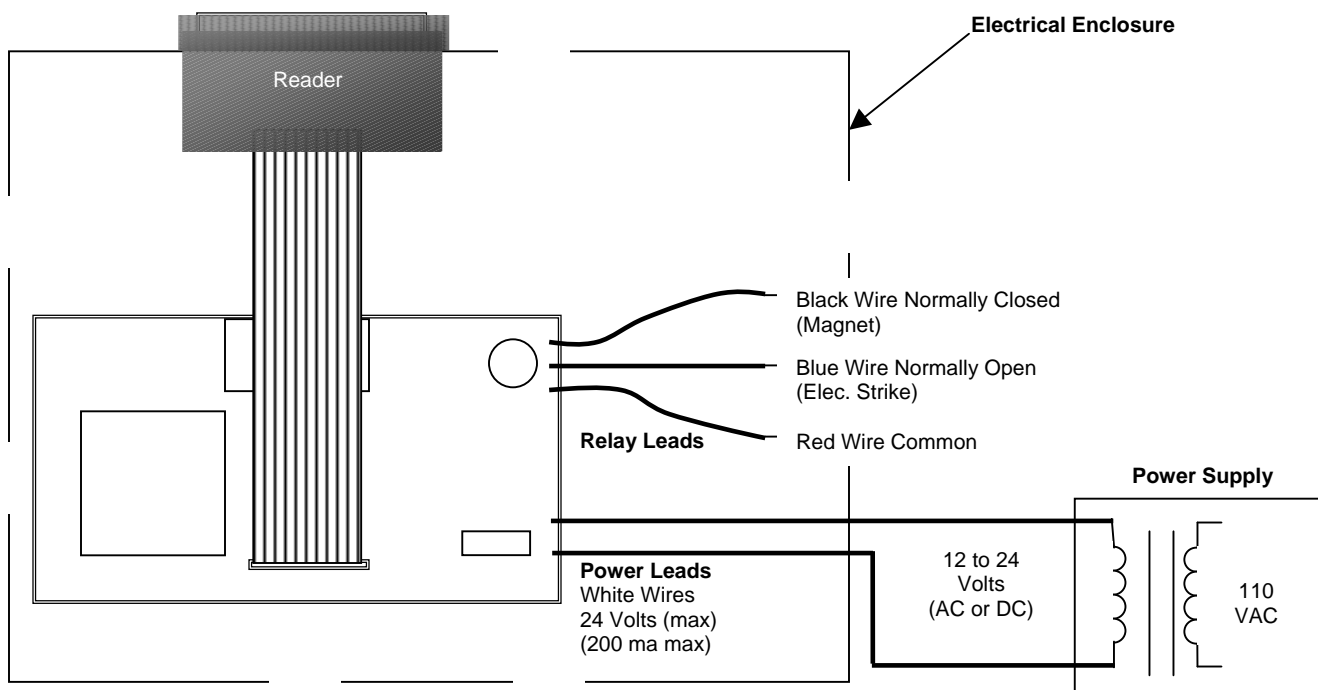 Electrical Enclosure
Reader
Black Wire Normally Closed
(Magnet)
Blue Wire Normally Open
(Elec. Strike)
Relay Leads
Red Wire Common
Power Supply
Power Leads
White Wires
24 Volts (max)
(200 ma max)
12 to 24
Volts
(AC or DC)
110
VAC